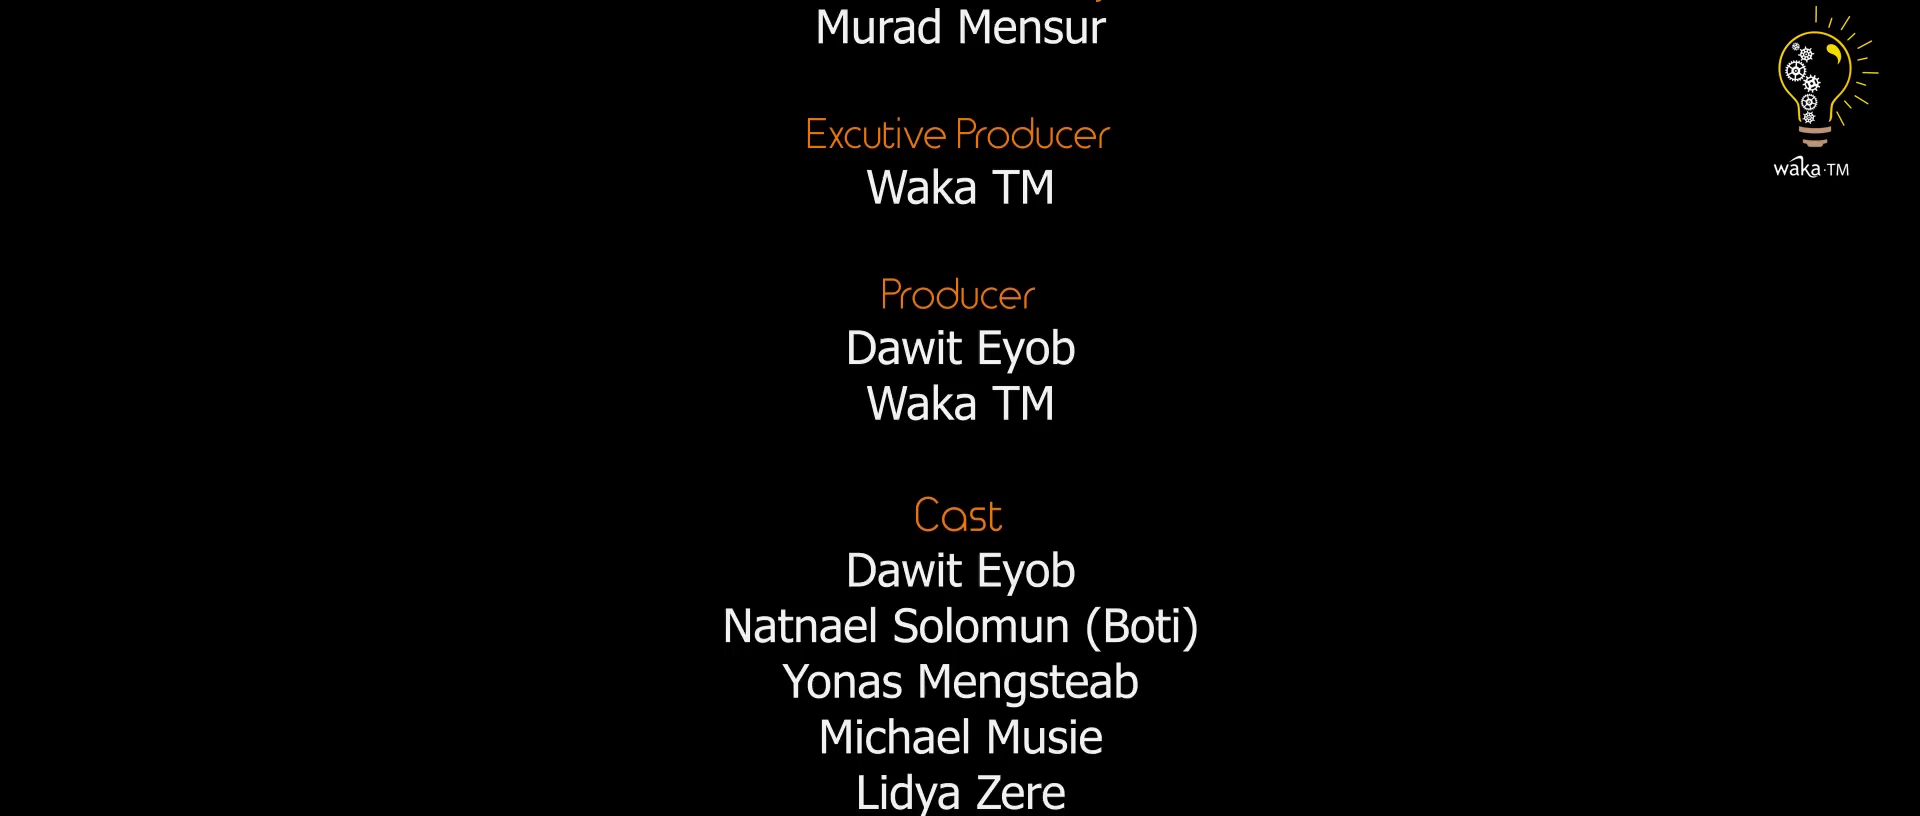 Murad Mensur
Excutive Producer
Waka TM
Producer
Dawit Eyob
Waka TM
Cast
Dawit Eyob
Natnael Solomun (Boti)
Yonas Mengsteab
Michael Musie
Lidya Zere
waka·TM